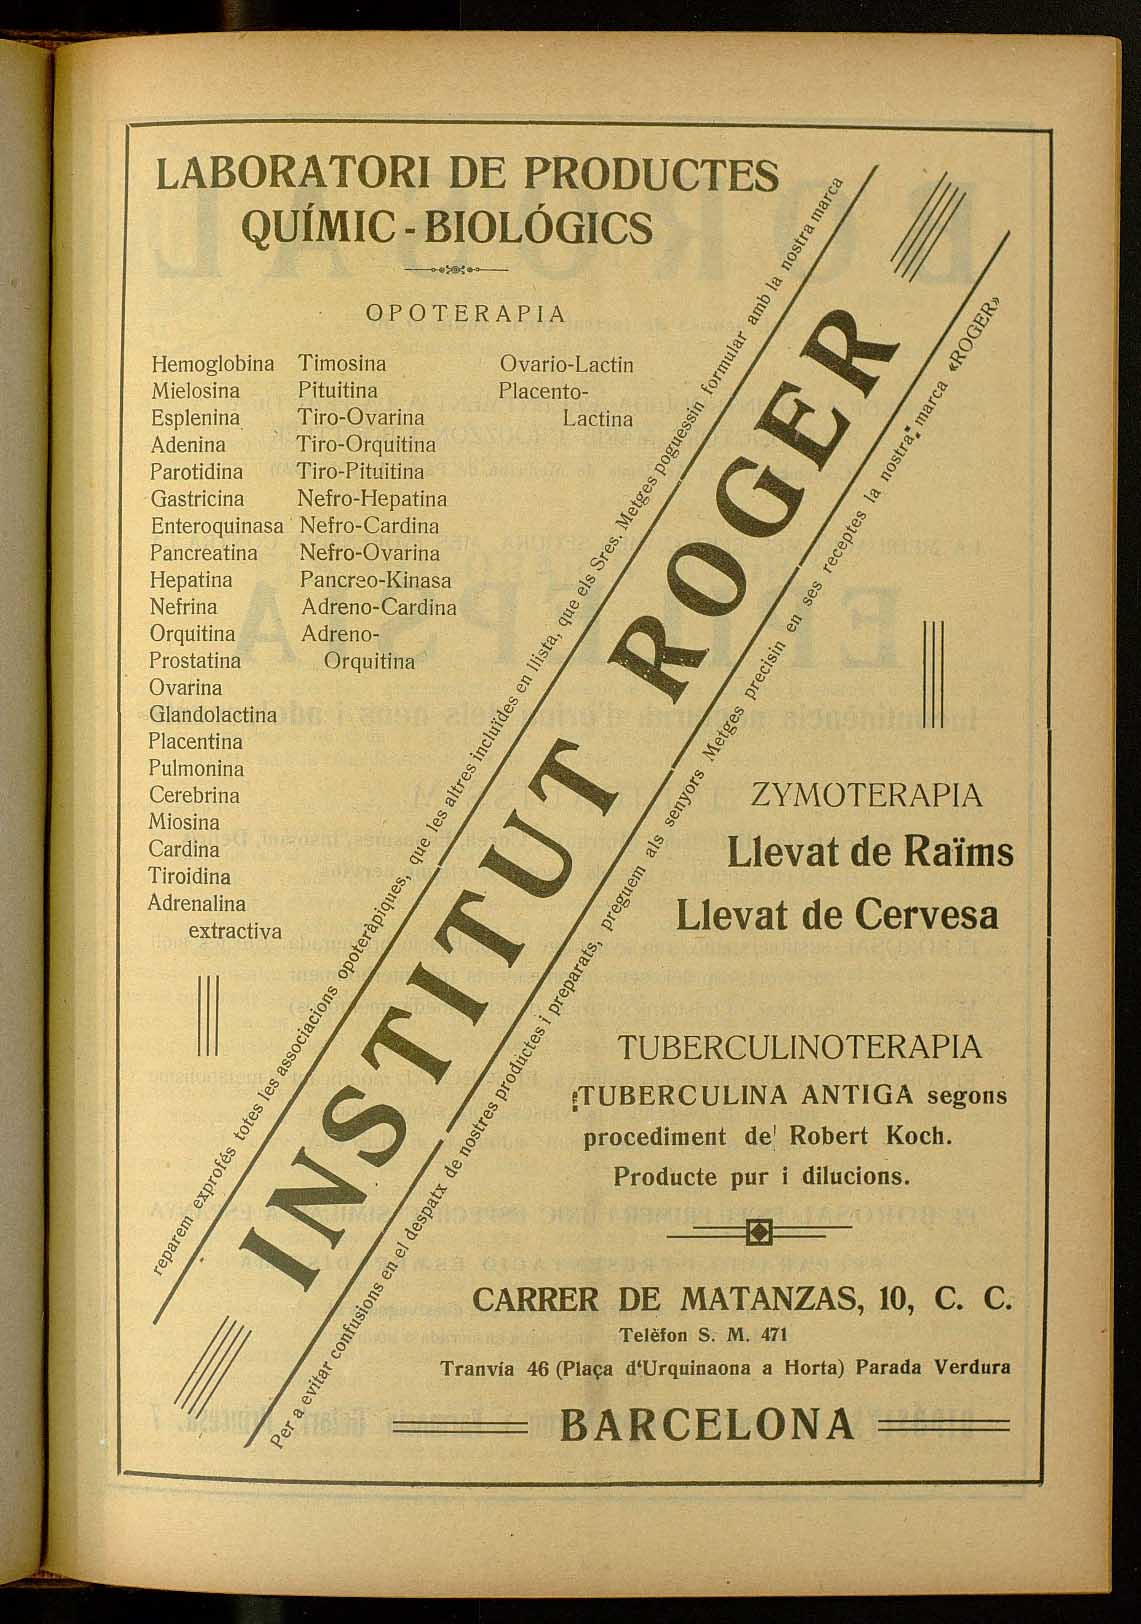 LABORATORI DE PRODUCTES
QUÍMIC-BIOLÓGICS
OPOTERAPIA
Hemoglobina
Mielosina
Esplenina
Adenina
Parotidina
Gastricina
Enteroquinasa
Pancreatina
Hepatina
Nefrina
Orquitina
Prostatina
Ovarina
Glandolactina
Placentina
Pulmonina
Cerebrina
Miosina
Cardina
Tiroidina
Adrenalina
extractiva
Timosina
Pituitina
Tiro-Ovarina
Tiro-Orquitina
Tiro-Pituitina
Nefro-Hepatina
Nefro-Cardina
Nefro-Ovarina
Pancreo-Kinasa
Adreno-Cardina
Adreno-
Orquitina
Ovario-Lactin
Placento-
Lactina
reparem exprofés totes les associacions opoteràpiques, que les altres incluïdes en llista, que els Sres. Metges poguessin formular amb la nostra marca
INSTITUT ROGER
Per a evitar confusions en el despatx de nostres productes i preparats, preguem als senyors Metges precisin en ses receptes la nostra marca «ROGER»
ZYMOTERAPIA
Llevat de Raïms
Llevat de Cervesa
TUBERCULINOTERAPIA
TUBERCULINA ANTIGA segons
procediment de Robert Koch.
Producte pur i dilucions.
CARRER DE MATANZAS, 10, C. C.
Telèfon S. M. 471
Tranvia 46 (Plaça d'Urquinaona a Horta) Parada Verdura
BARCELONA